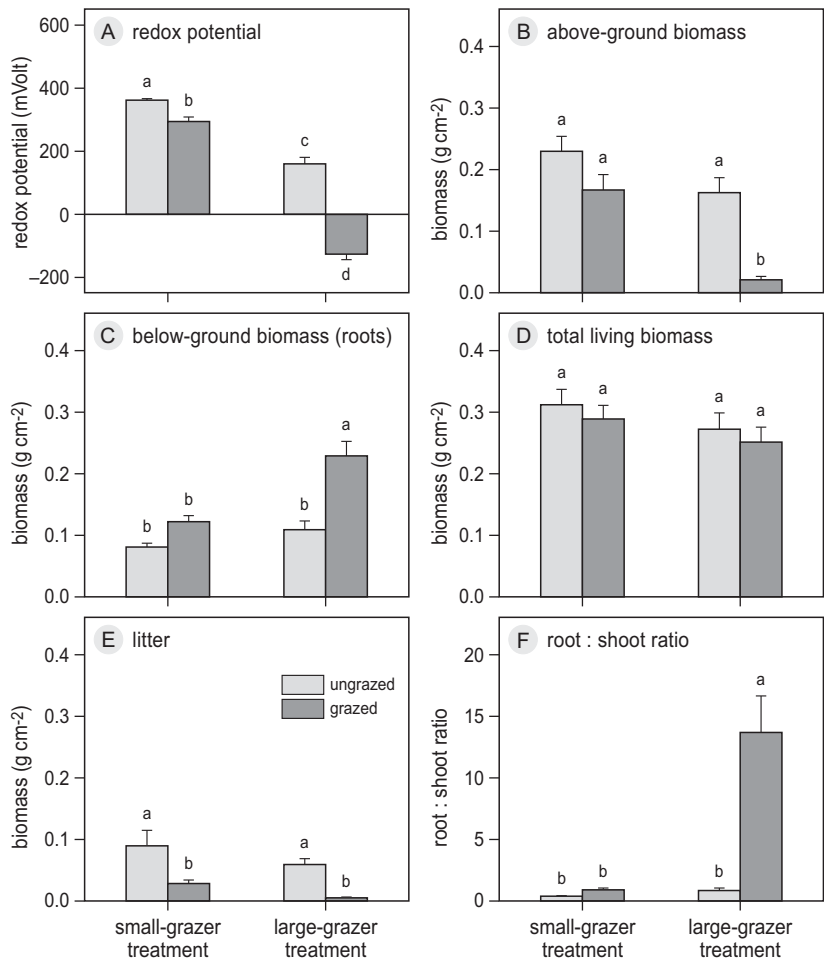 A redox potential
600
400
200
0
–200
redox potential (mVolt)
a
b
c
d
B above-ground biomass
0.4
0.3
0.2
0.1
0.0
biomass (g cm-2)
a
a
a
b
C below-ground biomass (roots)
0.4
0.3
0.2
0.1
0.0
biomass (g cm-2)
b
b
b
a
D total living biomass
0.4
0.3
0.2
0.1
0.0
biomass (g cm-2)
a
a
a
a
E litter
0.4
0.3
0.2
0.1
0.0
biomass (g cm-2)
ungrazed
grazed
a
b
a
b
small-grazer
treatment
large-grazer
treatment
F root : shoot ratio
20
15
10
5
0
root : shoot ratio
b
b
b
a
small-grazer
treatment
large-grazer
treatment